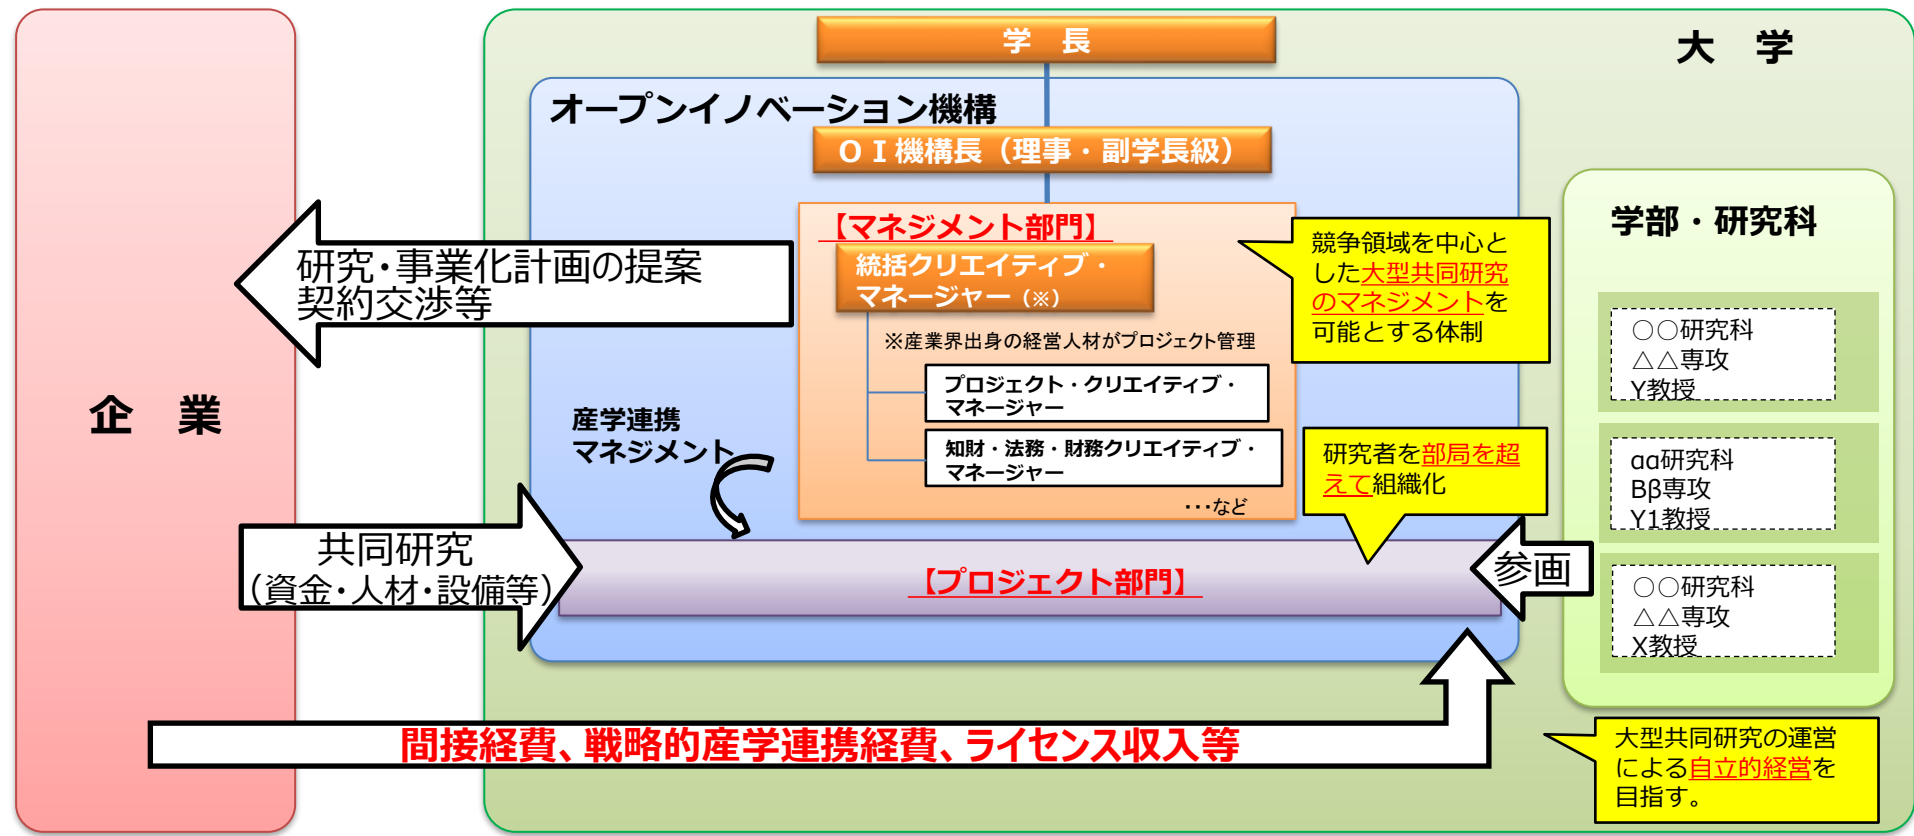 学 長
大 学
オープンイノベーション機構
OI機構長（理事・副学長級）
【マネジメント部門】
統括クリエイティブ・
マネージャー（※）
※産業界出身の経営人材がプロジェクト管理
プロジェクト・クリエイティブ・
マネージャー
知財・法務・財務クリエイティブ・
マネージャー
･･･など
競争領域を中心と
した大型共同研究
のマネジメントを
可能とする体制
学部・研究科
○○研究科
△△専攻
Y教授
αα研究科
Ββ専攻
Y1教授
○○研究科
△△専攻
X教授
研究・事業化計画の提案
契約交渉等
企 業
産学連携
マネジメント
研究者を部局を超
えて組織化
共同研究
（資金・人材・設備等）
【プロジェクト部門】
参画
間接経費、戦略的産学連携経費、ライセンス収入等
大型共同研究の運営
による自立的経営を
目指す。